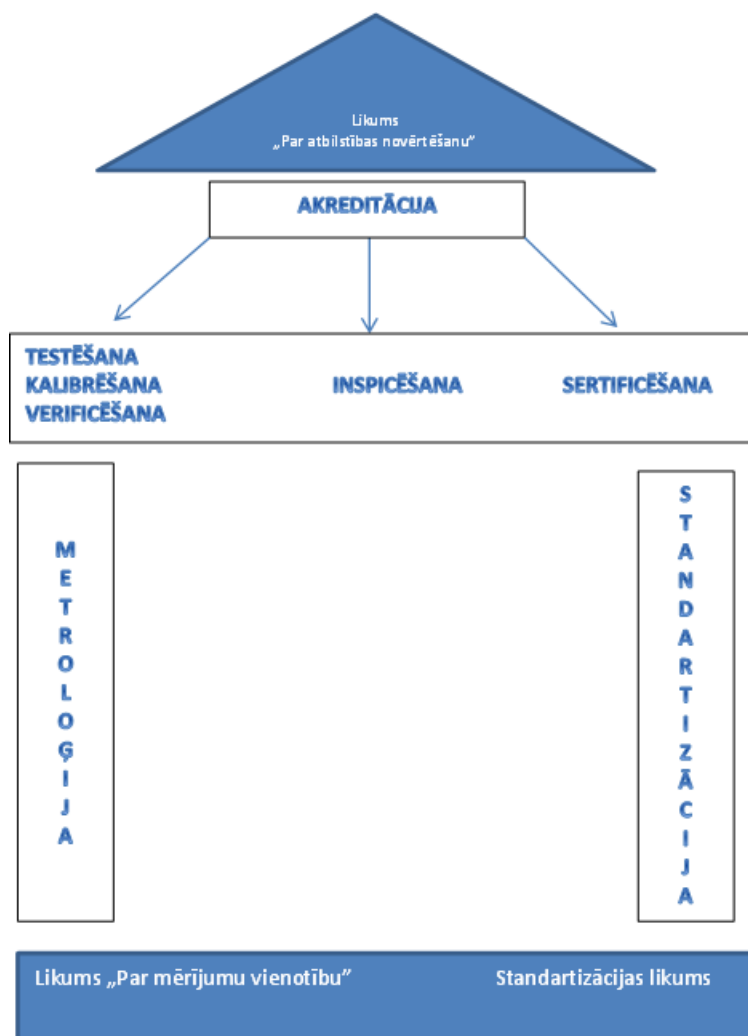 Likums
„Par atbilstības novērtēšanu”
AKREDITĀCIJA
TESTĒŠANA
KALIBRĒŠANA
VERIFICĒŠANA
INSPICĒŠANA
SERTIFICĒŠANA
METROLOĢIJA
STANDARTIZĀCIJA
Likums „Par mērījumu vienotību”
Standartizācijas likums